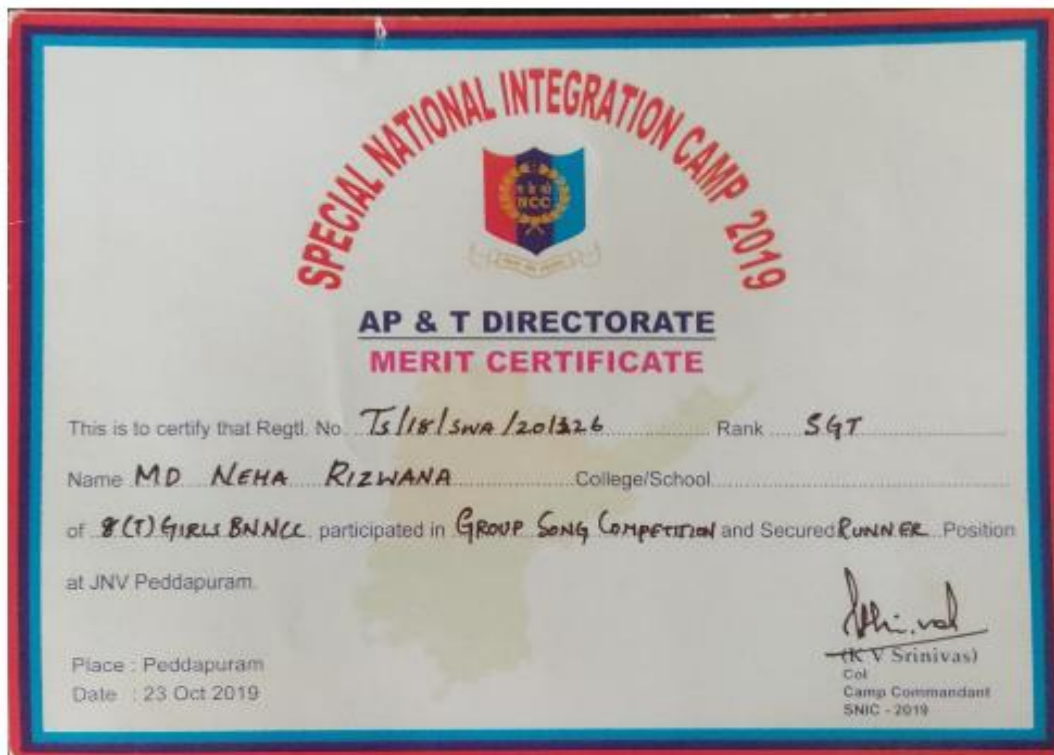 SPECIAL NATIONAL INTEGRATION CAMP 2019
NCC
AP & T DIRECTORATE
MERIT CERTIFICATE
This is to certify that Regtl. No. TS/18/SWA/201326 Rank SGT
Name MD NEHA RIZWANA College/School
of 8(T) GIRLS BN NCC participated in GROUP SONG COMPETITION and Secured RUNNER Position
at JNV Peddapuram.
Place : Peddapuram
Date : 23 Oct 2019
(K V Srinivas)
Col
Camp Commandant
SNIC - 2019